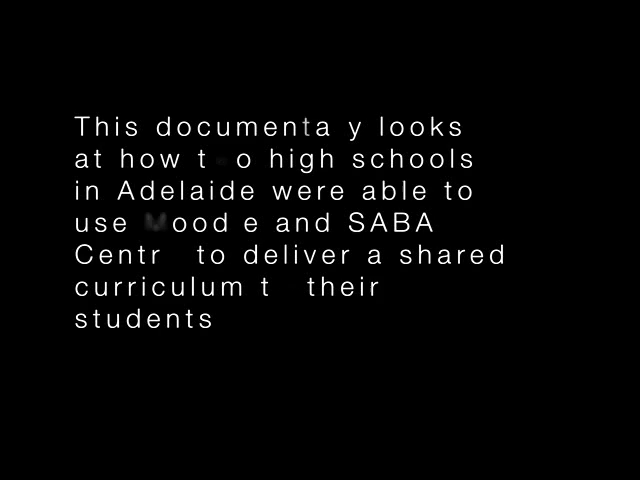 This documenta y looks
at how t o high schools
in Adelaide were able to
use Mood e and SABA
Centr to deliver a shared
curriculum t their
students